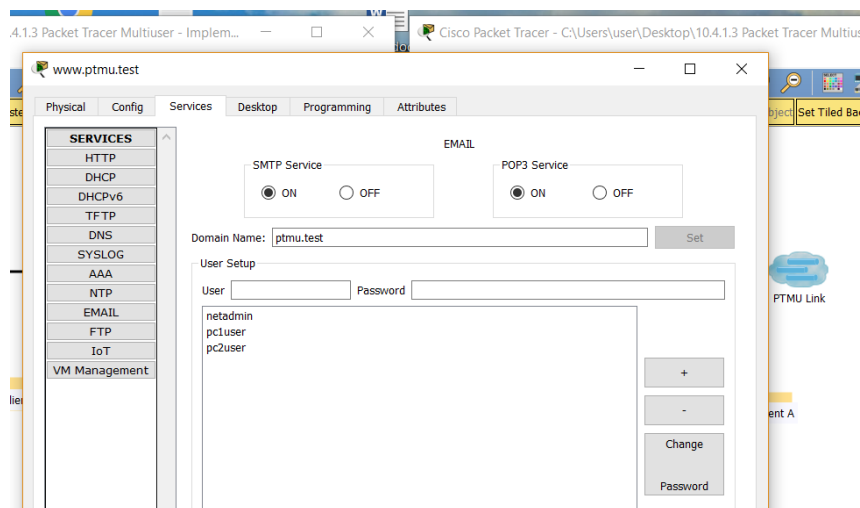 .4.1.3 Packet Tracer Multiuser - Implem...
Cisco Packet Tracer - C:\Users\user\Desktop\10.4.1.3 Packet Tracer Multius
www.ptmu.test
Physical Config Services Desktop Programming Attributes
Set Tiled Ba
SERVICES
HTTP
DHCP
DHCPv6
TFTP
DNS
SYSLOG
AAA
NTP
EMAIL
FTP
IoT
VM Management
EMAIL
SMTP Service
ON OFF
POP3 Service
ON OFF
Domain Name: ptmu.test Set
User Setup
User Password
netadmin
pc1user
pc2user
+
-
Change
Password
PTMU Link
ent A